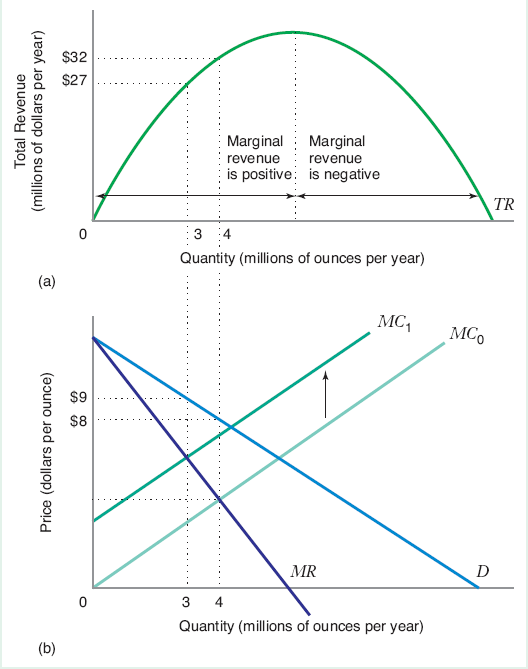 Total Revenue
(millions of dollars per year)
$32
$27
Marginal
revenue
is positive
Marginal
revenue
is negative
TR
0
3
4
Quantity (millions of ounces per year)
(a)
MC1
MC0
Price (dollars per ounce)
$9
$8
MR
D
0
3
4
Quantity (millions of ounces per year)
(b)